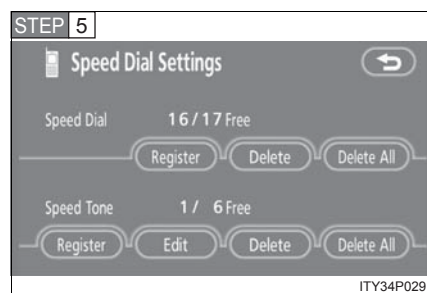 STEP 5
Speed Dial Settings
Speed Dial 16/17 Free
Register Delete Delete All
Speed Tone 1/ 6 Free
Register Edit Delete Delete All
ITY34P029